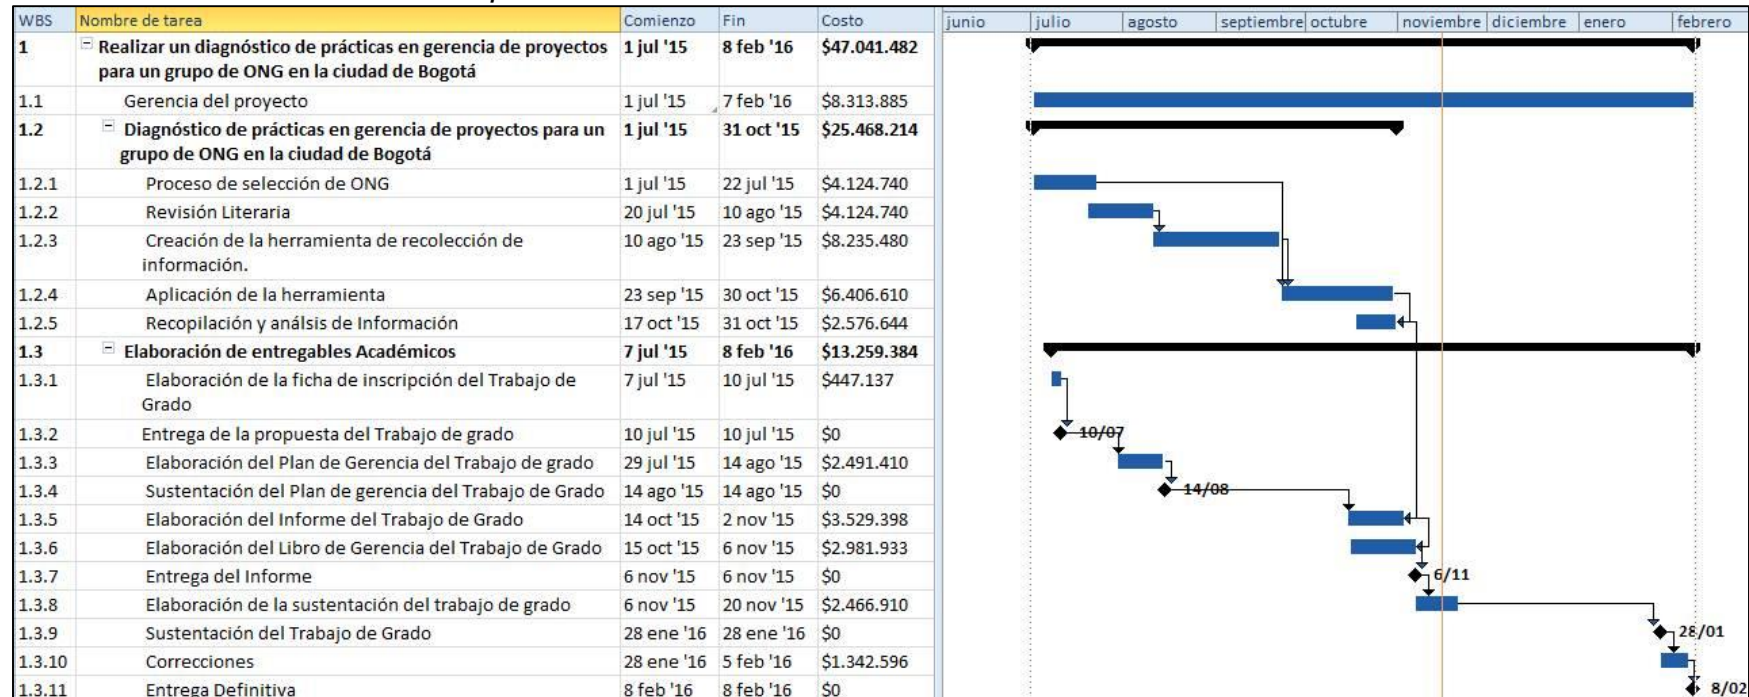 WBS Nombre de tarea Comienzo Fin Costo junio julio agosto septiembre octubre noviembre diciembre enero febrero
1 Realizar un diagnóstico de prácticas en gerencia de proyectos 1 jul '15 8 feb '16 $47.041.482
para un grupo de ONG en la ciudad de Bogotá
1.1 Gerencia del proyecto 1 jul '15 7 feb '16 $8.313.885
1.2 Diagnóstico de prácticas en gerencia de proyectos para un 1 jul '15 31 oct '15 $25.468.214
grupo de ONG en la ciudad de Bogotá
1.2.1 Proceso de selección de ONG 1 jul '15 22 jul '15 $4.124.740
1.2.2 Revisión Literaria 20 jul '15 10 ago '15 $4.124.740
1.2.3 Creación de la herramienta de recolección de 10 ago '15 23 sep '15 $8.235.480
información.
1.2.4 Aplicación de la herramienta 23 sep '15 30 oct '15 $6.406.610
1.2.5 Recopilación y análsis de Información 17 oct '15 31 oct '15 $2.576.644
1.3 Elaboración de entregables Académicos 7 jul '15 8 feb '16 $13.259.384
1.3.1 Elaboración de la ficha de inscripción del Trabajo de 7 jul '15 10 jul '15 $447.137
Grado
1.3.2 Entrega de la propuesta del Trabajo de grado 10 jul '15 10 jul '15 $0 10/07
1.3.3 Elaboración del Plan de Gerencia del Trabajo de grado 29 jul '15 14 ago '15 $2.491.410
1.3.4 Sustentación del Plan de gerencia del Trabajo de Grado 14 ago '15 14 ago '15 $0 14/08
1.3.5 Elaboración del Informe del Trabajo de Grado 14 oct '15 2 nov '15 $3.529.398
1.3.6 Elaboración del Libro de Gerencia del Trabajo de Grado 15 oct '15 6 nov '15 $2.981.933
1.3.7 Entrega del Informe 6 nov '15 6 nov '15 $0 6/11
1.3.8 Elaboración de la sustentación del trabajo de grado 6 nov '15 20 nov '15 $2.466.910
1.3.9 Sustentación del Trabajo de Grado 28 ene '16 28 ene '16 $0 28/01
1.3.10 Correcciones 28 ene '16 5 feb '16 $1.342.596
1.3.11 Entrega Definitiva 8 feb '16 8 feb '16 $0 8/02